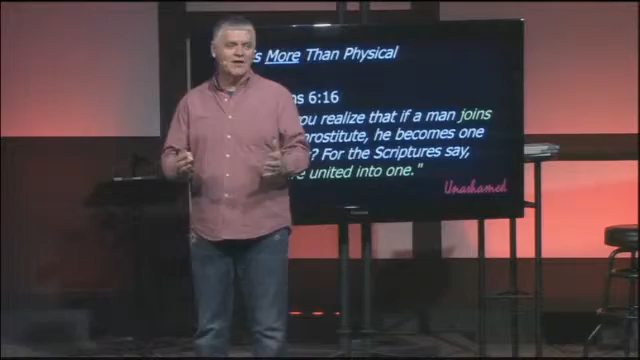 s More Than Physical
ns 6:16
ou realize that if a man joins
prostitute, he becomes one
? For the Scriptures say,
e united into one."
Unashamed